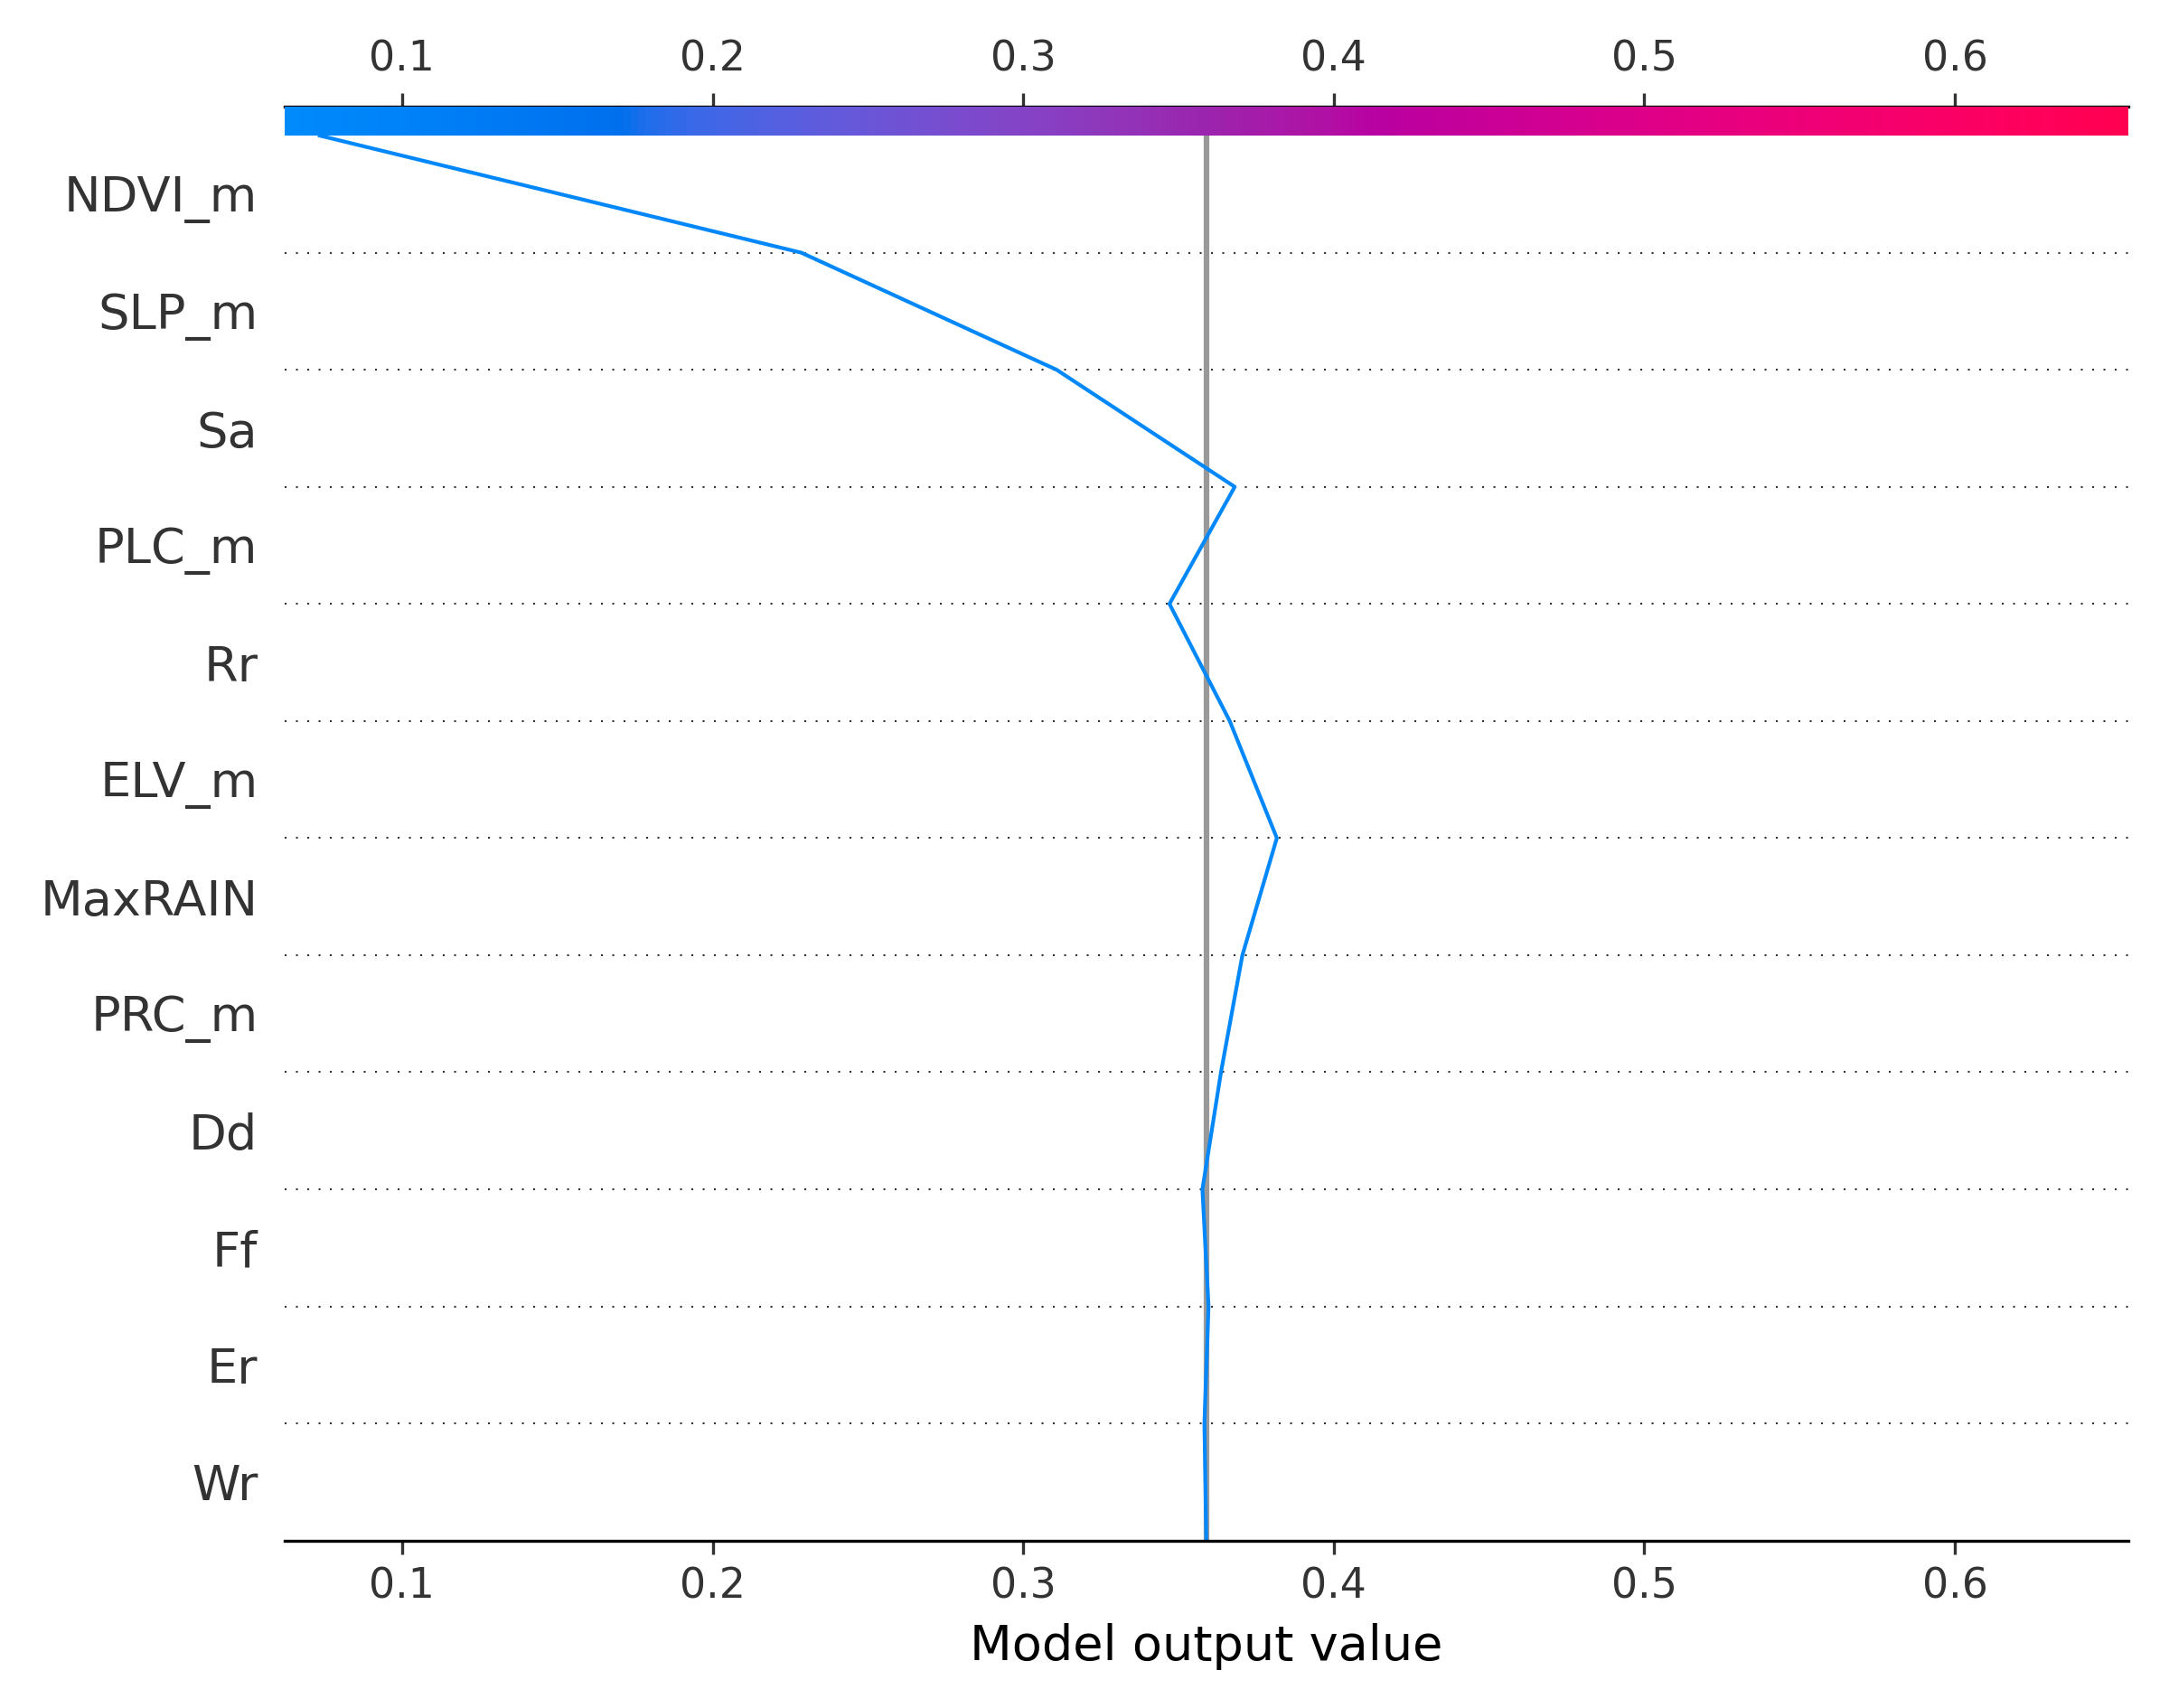 0.1 0.2 0.3 0.4 0.5 0.6
NDVI_m
SLP_m
Sa
PLC_m
Rr
ELV_m
MaxRAIN
PRC_m
Dd
Ff
Er
Wr
0.1 0.2 0.3 0.4 0.5 0.6
Model output value